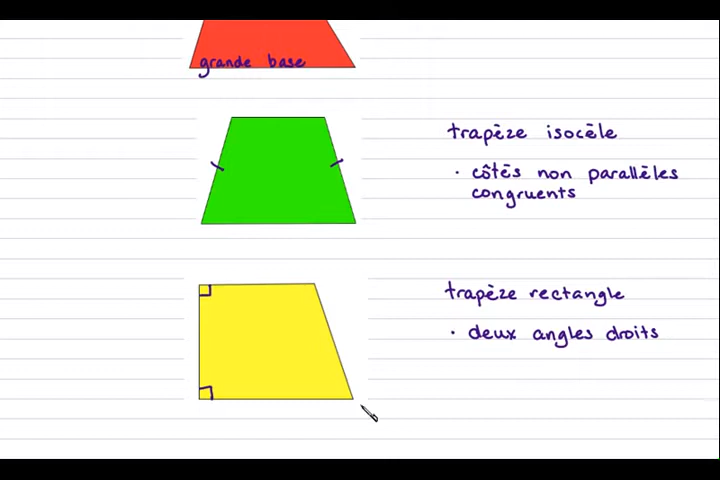 grande base
trapèze isocèle
· côtés non parallèles
congruents
trapèze rectangle
· deux angles droits